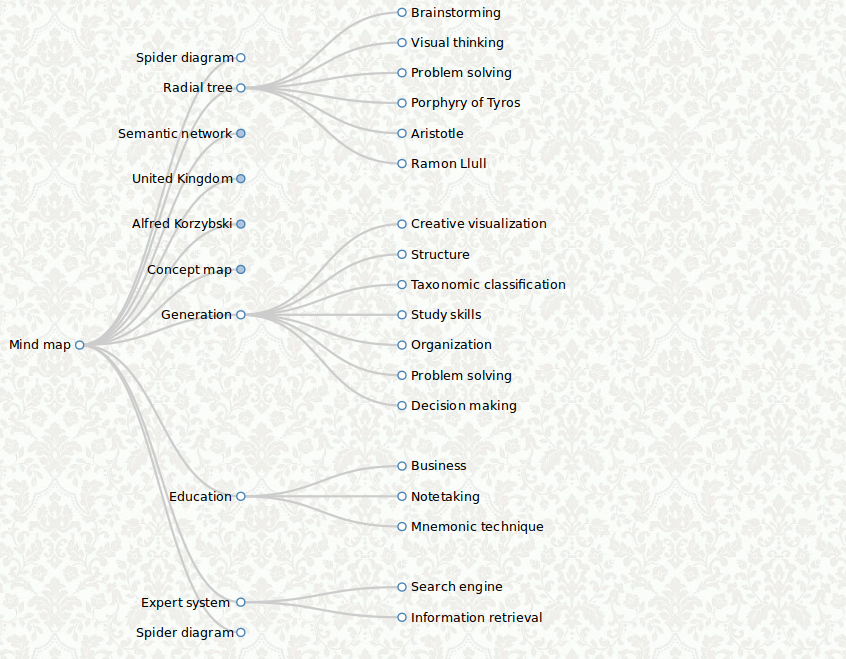 Mind map
Spider diagram
Radial tree
Brainstorming
Visual thinking
Problem solving
Porphyry of Tyros
Aristotle
Ramon Llull
Semantic network
United Kingdom
Alfred Korzybski
Concept map
Generation
Creative visualization
Structure
Taxonomic classification
Study skills
Organization
Problem solving
Decision making
Education
Business
Notetaking
Mnemonic technique
Expert system
Search engine
Information retrieval
Spider diagram